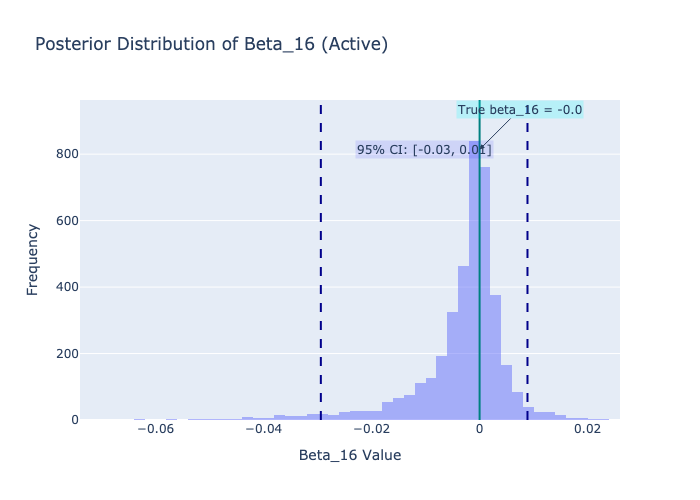 Posterior Distribution of Beta_16 (Active)
True beta_16 = -0.0
95% CI: [-0.03, 0.01]
800
600
400
200
0
Frequency
−0.06
−0.04
−0.02
0
0.02
Beta_16 Value